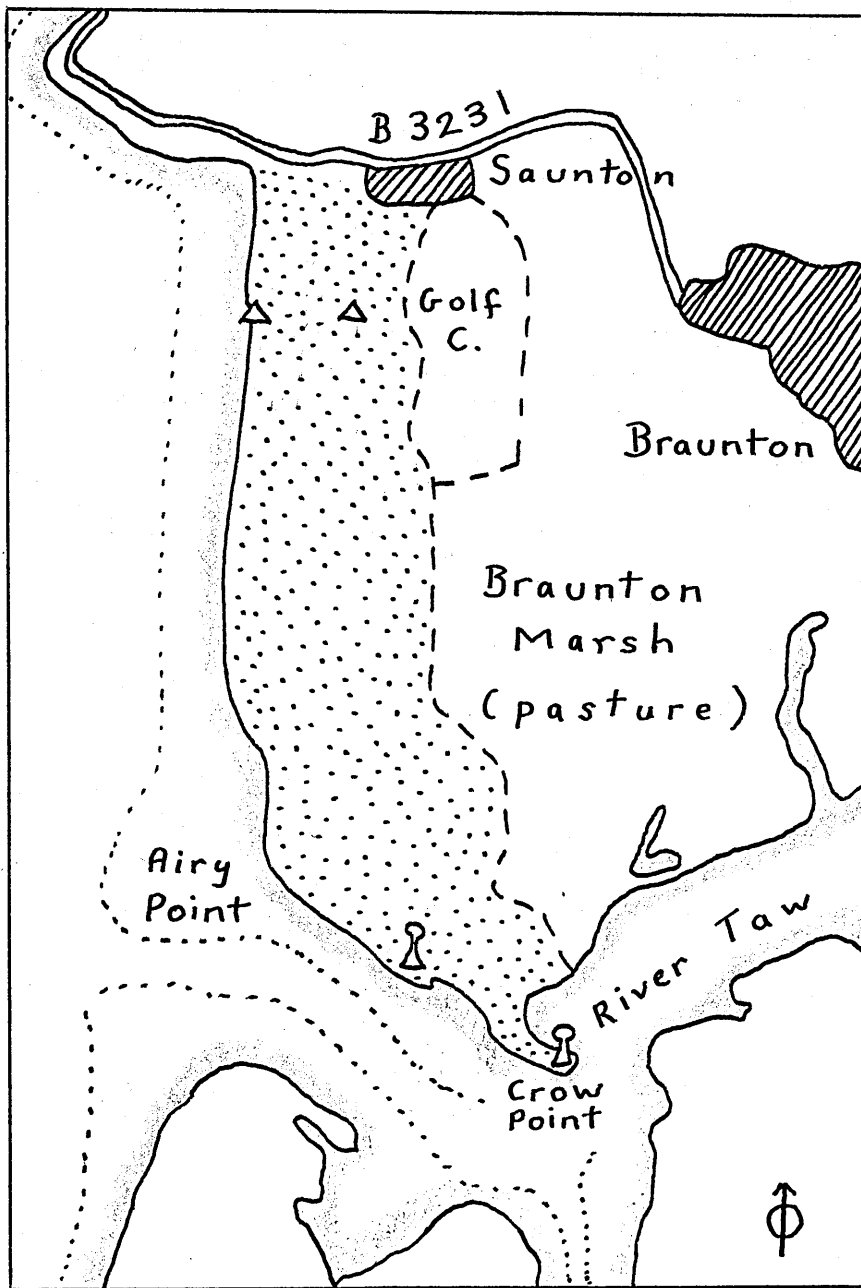 B 3231
Saunton
Golf
C.
Braunton
Braunton
Marsh
(pasture)
Airy
Point
River Taw
Crow
Point